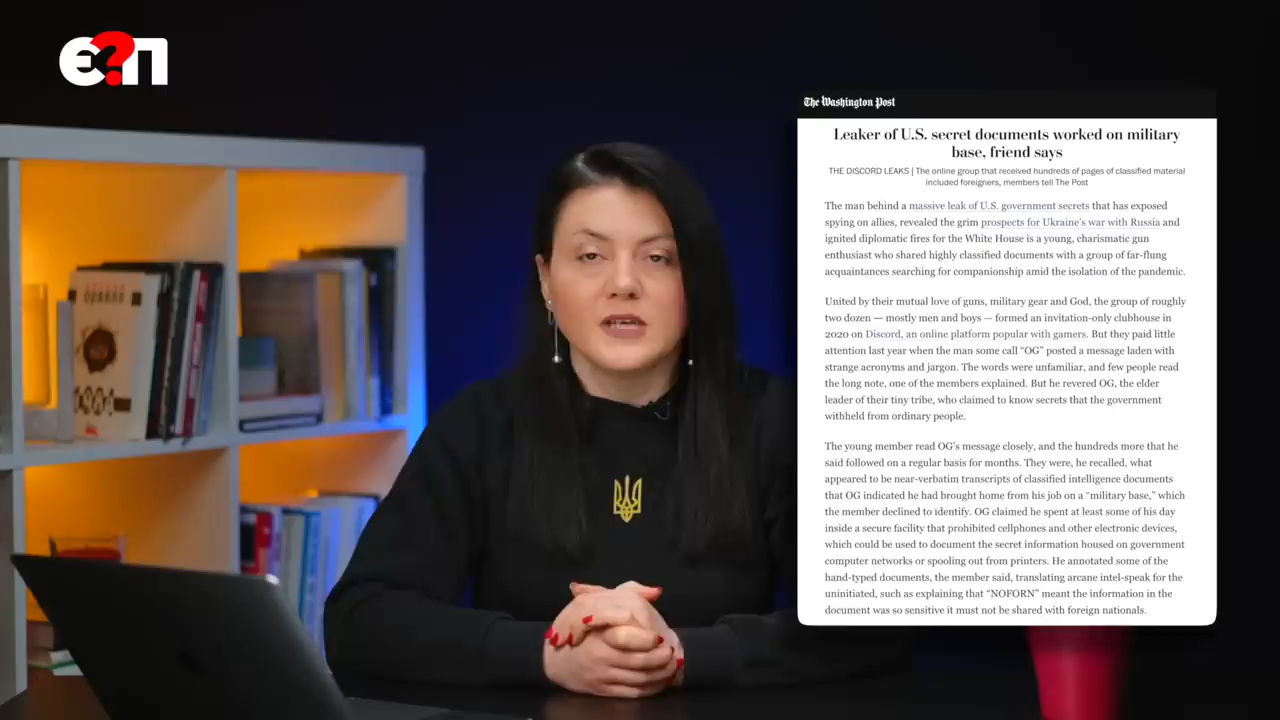 є?п
The Washington Post
Leaker of U.S. secret documents worked on military
base, friend says
THE DISCORD LEAKS | The online group that received hundreds of pages of classified material
included foreigners, members tell The Post
The man behind a massive leak of U.S. government secrets that has exposed
spying on allies, revealed the grim prospects for Ukraine's war with Russia and
ignited diplomatic fires for the White House is a young, charismatic gun
enthusiast who shared highly classified documents with a group of far-flung
acquaintances searching for companionship amid the isolation of the pandemic.
United by their mutual love of guns, military gear and God, the group of roughly
two dozen — mostly men and boys — formed an invitation-only clubhouse in
2020 on Discord, an online platform popular with gamers. But they paid little
attention last year when the man some call “OG” posted a message laden with
strange acronyms and jargon. The words were unfamiliar, and few people read
the long note, one of the members explained. But he revered OG, the elder
leader of their tiny tribe, who claimed to know secrets that the government
withheld from ordinary people.
The young member read OG's message closely, and the hundreds more that he
said followed on a regular basis for months. They were, he recalled, what
appeared to be near-verbatim transcripts of classified intelligence documents
that OG indicated he had brought home from his job on a “military base,” which
the member declined to identify. OG claimed he spent at least some of his day
inside a secure facility that prohibited cellphones and other electronic devices,
which could be used to document the secret information housed on government
computer networks or spooling out from printers. He annotated some of the
hand-typed documents, the member said, translating arcane intel-speak for the
uninitiated, such as explaining that “NOFORN” meant the information in the
document was so sensitive it must not be shared with foreign nationals.
1984